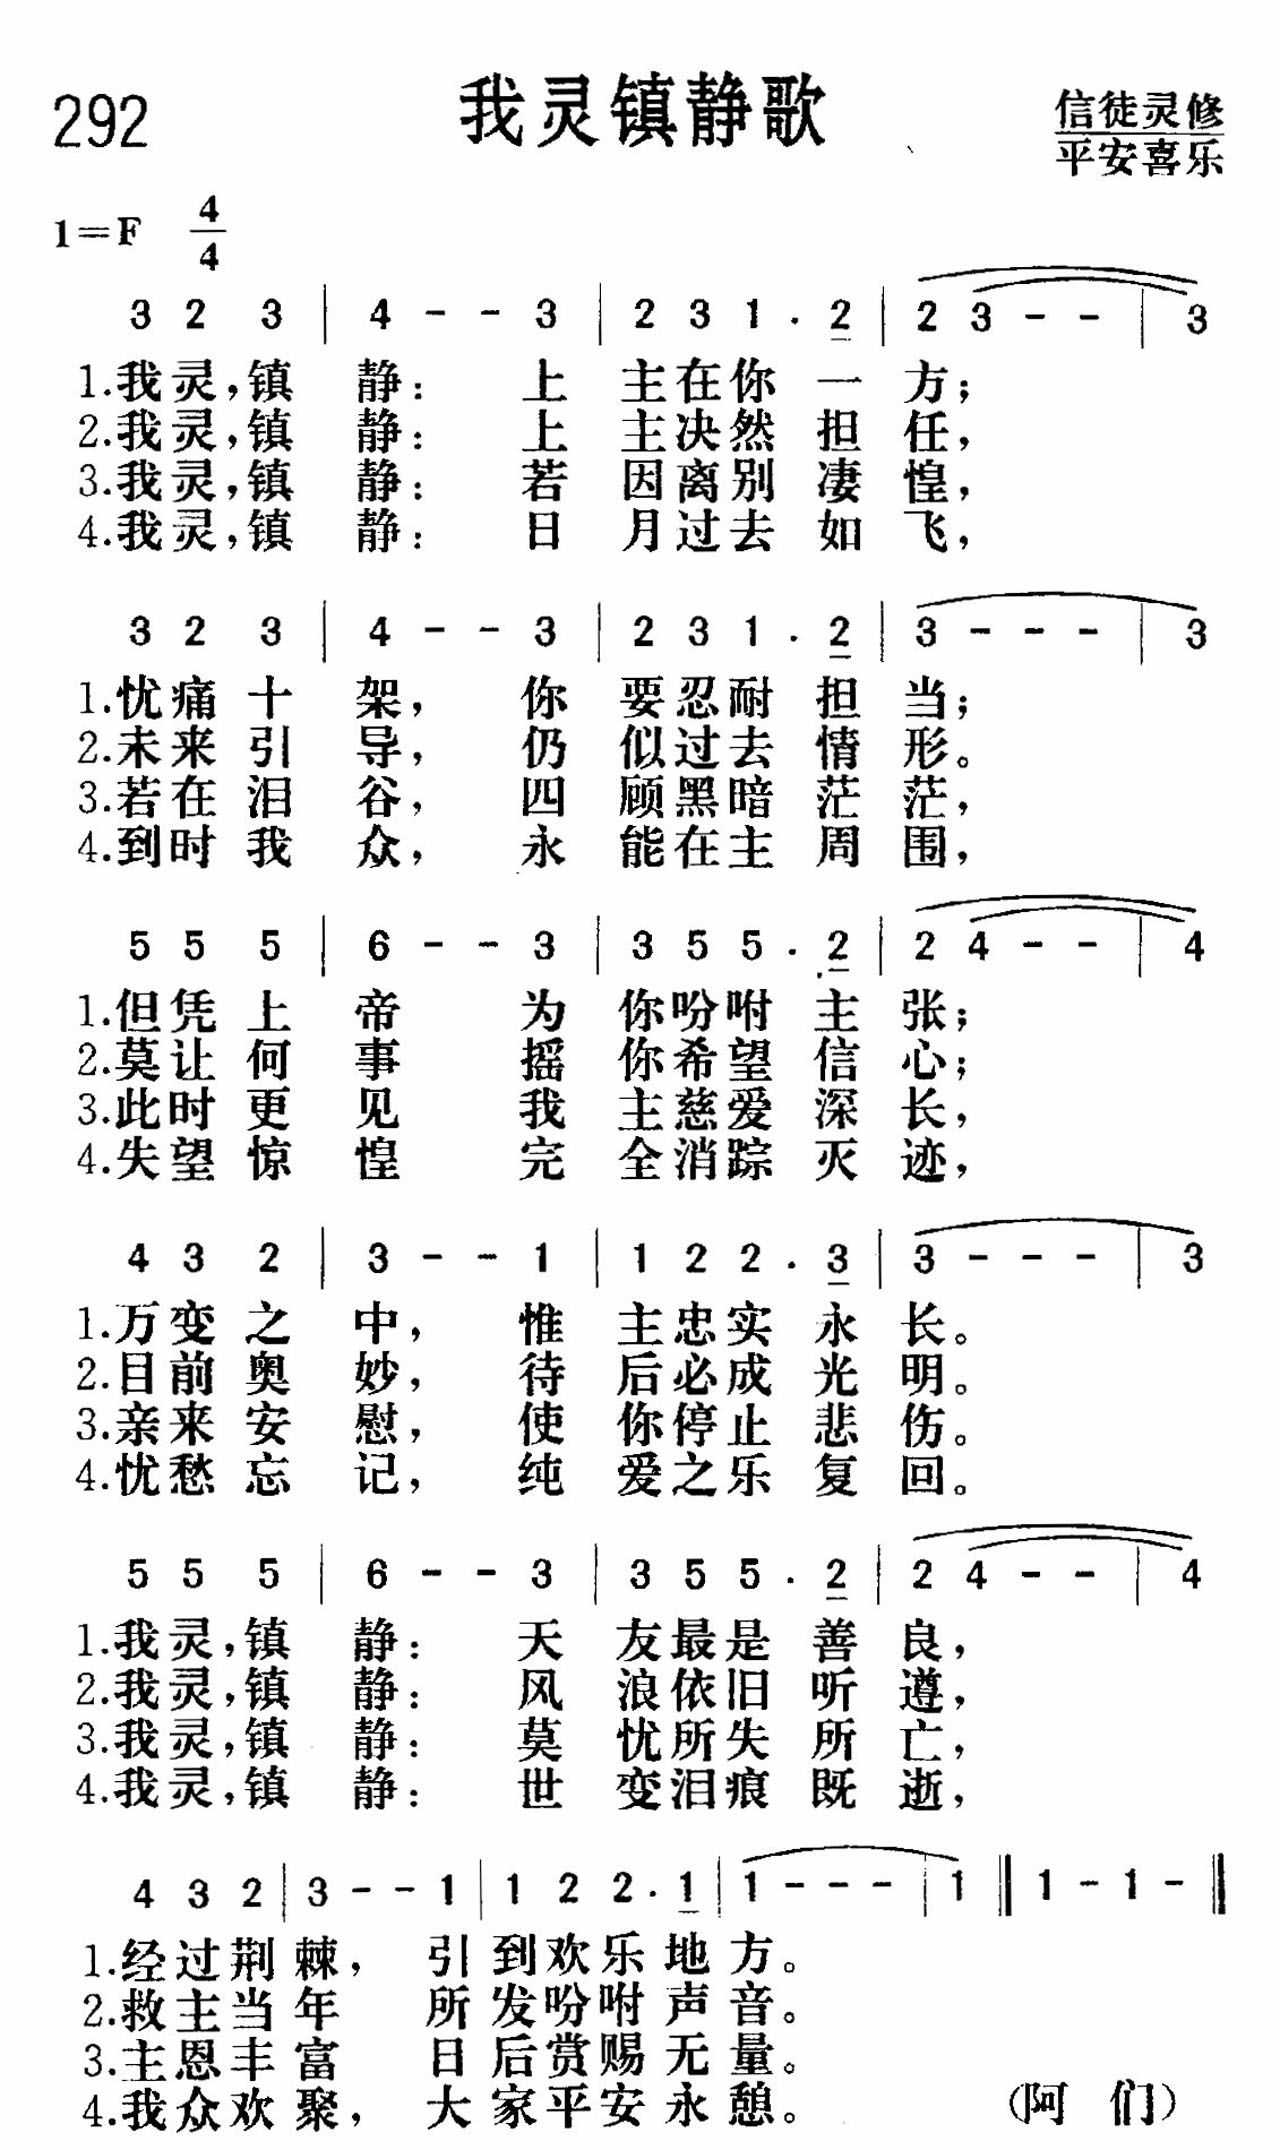 292
我灵镇静歌
信徒灵修
平安喜乐
1=F 4/4
3 2 3 | 4 - - 3 | 2 3 1 . 2 | 2 3 - - | 3
1.我灵，镇静：上主在你一方；
2.我灵，镇静：上主决然担任，
3.我灵，镇静：若因离别凄惶，
4.我灵，镇静：日月过去如飞，
3 2 3 | 4 - - 3 | 2 3 1 . 2 | 3 - - - | 3
1.忧痛十架，你要忍耐担当；
2.未来引导，仍似过去情形。
3.若在泪谷，四顾黑暗茫茫，
4.到时我众，永能在主周围，
5 5 5 | 6 - - 3 | 3 5 5 . 2 | 2 4 - - | 4
1.但凭上帝为你吩咐主张；
2.莫让何事摇你希望信心；
3.此时更见我主慈爱深长，
4.失望惊惶完全消踪灭迹，
4 3 2 | 3 - - 1 | 1 2 2 . 3 | 3 - - - | 3
1.万变之中，惟主忠实永长。
2.目前奥妙，待后必成光明。
3.亲来安慰，使你停止悲伤。
4.忧愁忘记，纯爱之乐复回。
5 5 5 | 6 - - 3 | 3 5 5 . 2 | 2 4 - - | 4
1.我灵，镇静：天友最是善良，
2.我灵，镇静：风浪依旧听遵，
3.我灵，镇静：莫忧所失所亡，
4.我灵，镇静：世变泪痕既逝，
4 3 2 | 3 - - 1 | 1 2 2 . 1 | 1 - - - | 1 || 1 - 1 - ||
1.经过荆棘，引到欢乐地方。
2.救主当年所发吩咐声音。
3.主恩丰富日后赏赐无量。
4.我众欢聚，大家平安永憩。（阿们）